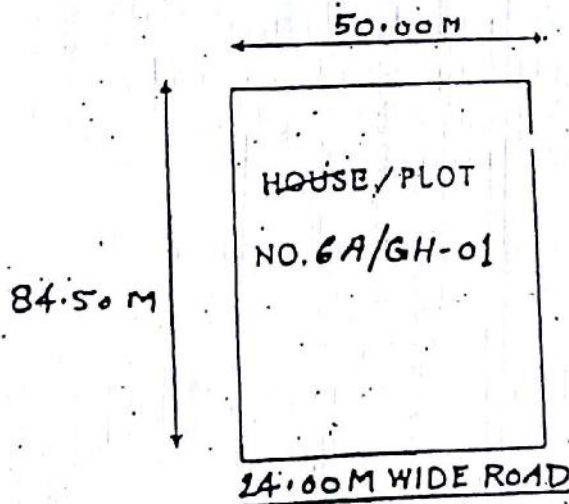 50.00M
HOUSE/PLOT
NO. 6A/GH-01
84.50 M
24.00M WIDE ROAD